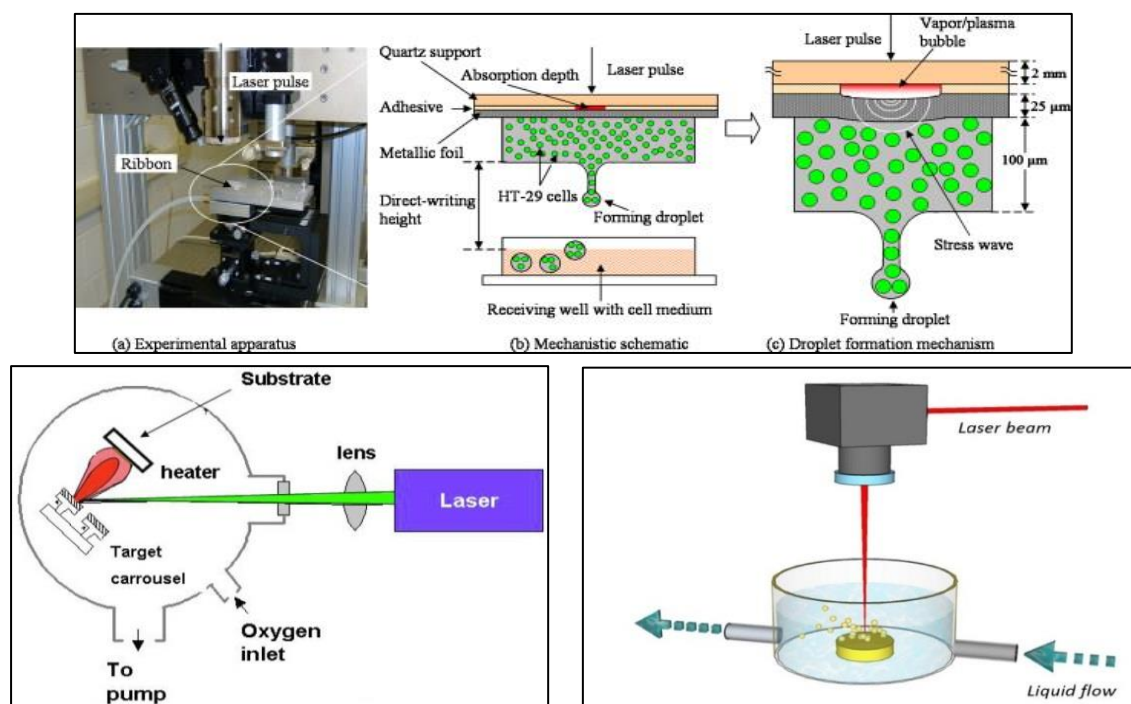 Laser pulse
Ribbon
(a) Experimental apparatus
Quartz support
Absorption depth
Laser pulse
Adhesive
Metallic foil
HT-29 cells
Direct-writing
height
Forming droplet
Receiving well with cell medium
(b) Mechanistic schematic
Vapor/plasma
bubble
Laser pulse
2 mm
25 µm
100 µm
Stress wave
Forming droplet
(c) Droplet formation mechanism
Substrate
heater
lens
Laser
Target
carrousel
Oxygen
inlet
To
pump
Laser beam
Liquid flow